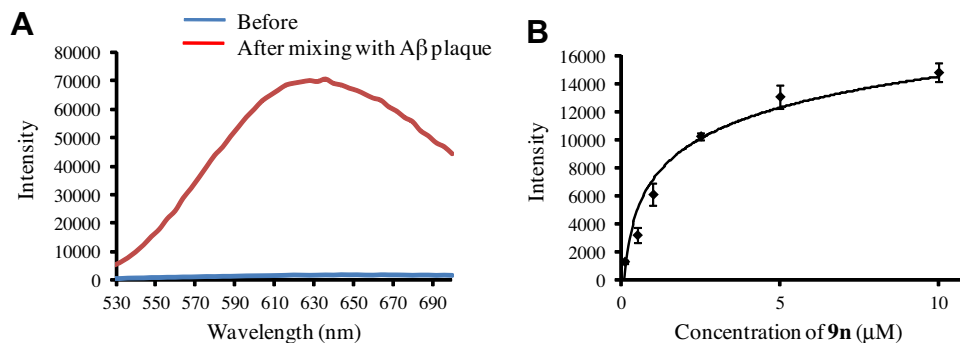 A
Before
After mixing with Aβ plaque
80000
70000
60000
50000
40000
30000
20000
10000
0
Intensity
530 550 570 590 610 630 650 670 690
Wavelength (nm)
B
16000
14000
12000
10000
8000
6000
4000
2000
0
Intensity
0 5 10
Concentration of 9n (μM)